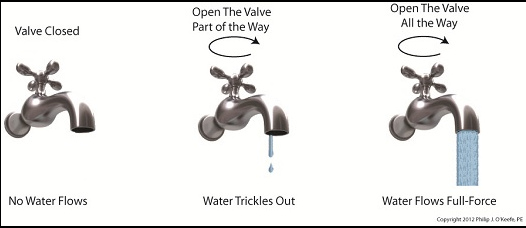 Valve Closed
Open The Valve
Part of the Way
Open The Valve
All the Way
No Water Flows
Water Trickles Out
Water Flows Full-Force
Copyright 2012 Philip J. O'Keefe, PE